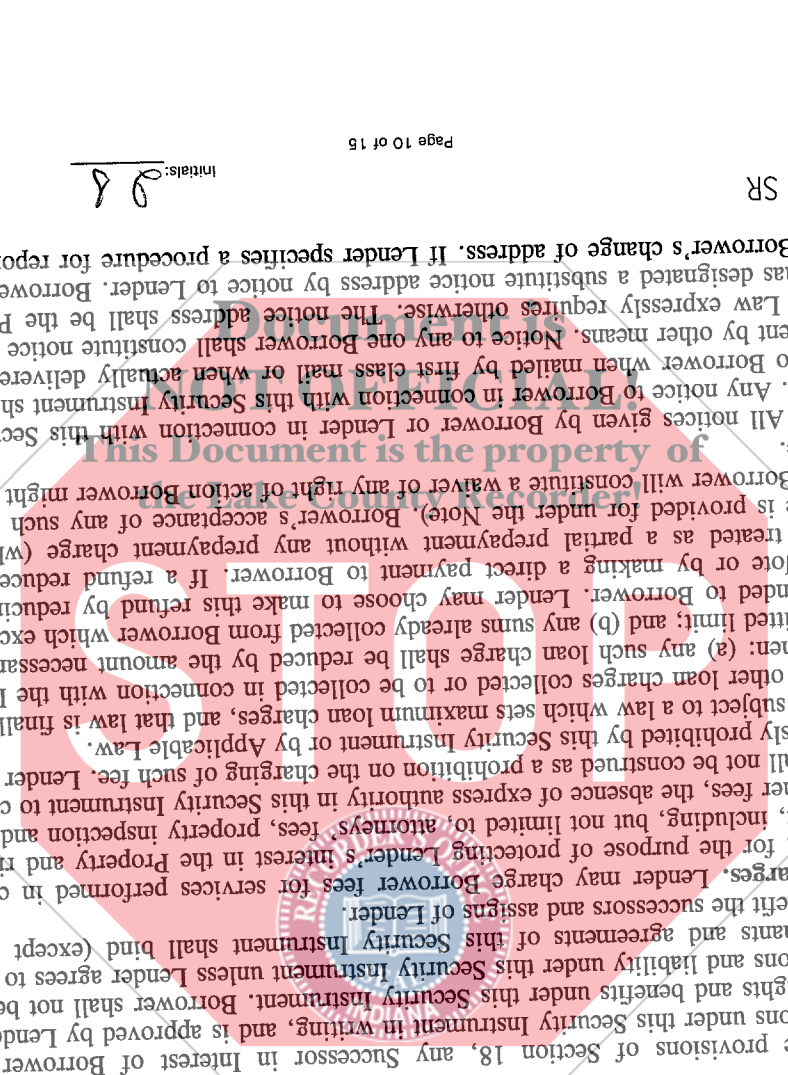 e provisions of Section 18, any Successor in Interest of Borrower
ons under this Security Instrument in writing, and is approved by Lende
ghts and benefits under this Security Instrument. Borrower shall not be
ons and liability under this Security Instrument unless Lender agrees to
nants and agreements of this Security Instrument shall bind (except
efit the successors and assigns of Lender.
arges. Lender may charge Borrower fees for services performed in c
for the purpose of protecting Lender's interest in the Property and ri
, including, but not limited to, attorneys' fees, property inspection and
her fees, the absence of express authority in this Security Instrument to c
all not be construed as a prohibition on the charging of such fee. Lender
sly prohibited by this Security Instrument or by Applicable Law.
subject to a law which sets maximum loan charges, and that law is finall
other loan charges collected or to be collected in connection with the L
hen: (a) any such loan charge shall be reduced by the amount necessar
itted limit; and (b) any sums already collected from Borrower which exc
nded to Borrower. Lender may choose to make this refund by reducin
Note or by making a direct payment to Borrower. If a refund reduce
treated as a partial prepayment without any prepayment charge (w
e is provided for under the Note). Borrower's acceptance of any such
Borrower will constitute a waiver of any right of action Borrower might
e.
All notices given by Borrower or Lender in connection with this Sec
. Any notice to Borrower in connection with this Security Instrument sh
o Borrower when mailed by first class mail or when actually delivere
ent by other means. Notice to any one Borrower shall constitute notice
Law expressly requires otherwise. The notice address shall be the P
as designated a substitute notice address by notice to Lender. Borrowe
Borrower's change of address. If Lender specifies a procedure for repor
SR
Initials:
Page 10 of 15
Document is
NOT OFFICIAL!
This Document is the property of
the Lake County Recorder!
STOP
RECORDER OF
INDIANA